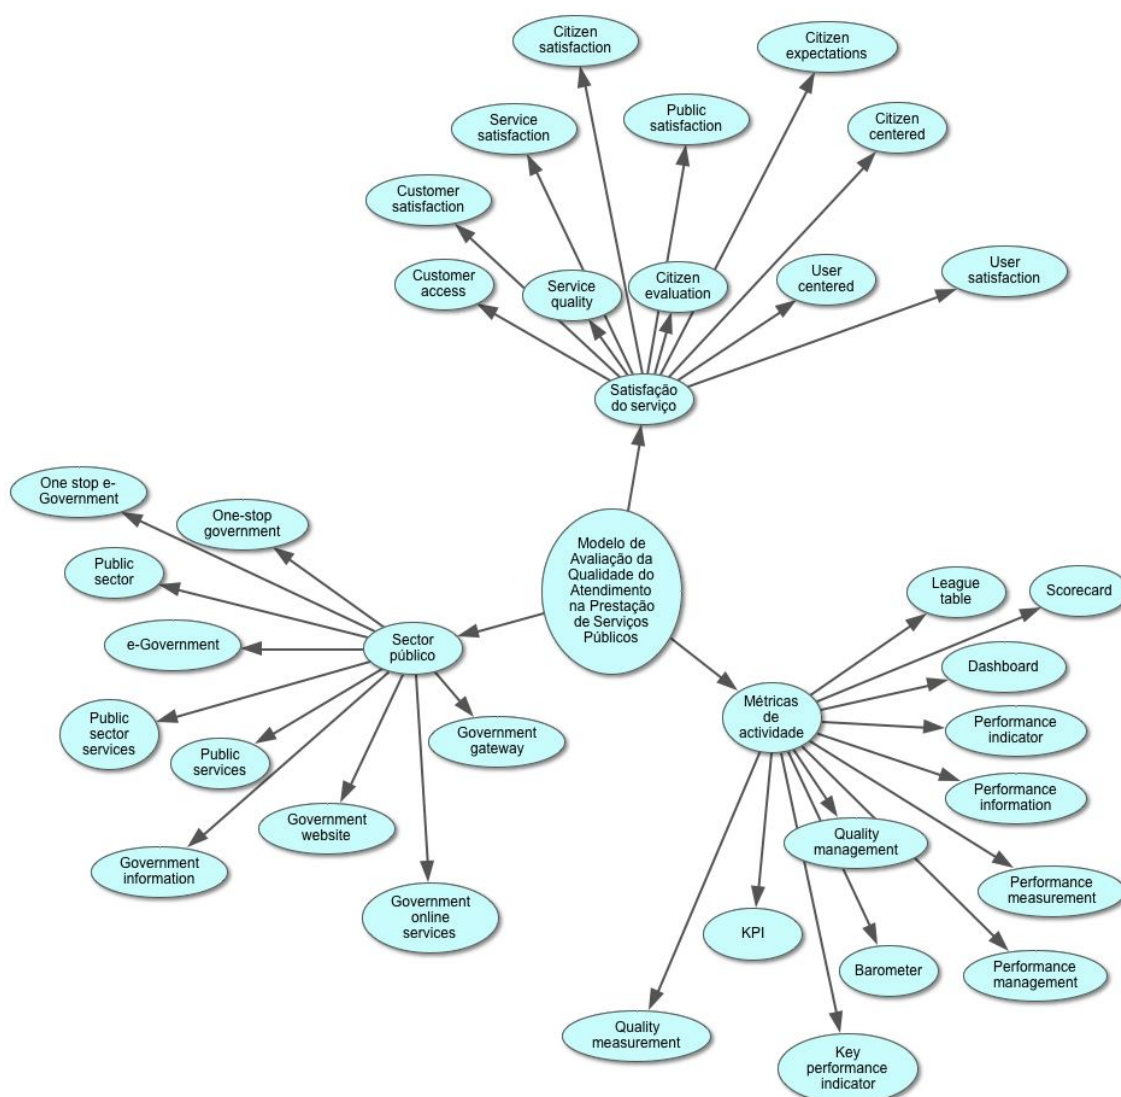 Citizen
satisfaction
Citizen
expectations
Service
satisfaction
Public
satisfaction
Citizen
centered
Customer
satisfaction
Customer
access
Service
quality
Citizen
evaluation
User
centered
User
satisfaction
Satisfação
do serviço
One stop e-
Government
One-stop
government
Public
sector
e-Government
Public
sector
services
Public
services
Government
information
Government
website
Government
online
services
Government
gateway
Sector
público
Modelo de
Avaliação da
Qualidade do
Atendimento
na Prestação
de Serviços
Públicos
Métricas
de
actividade
League
table
Scorecard
Dashboard
Performance
indicator
Performance
information
Quality
management
Performance
measurement
Performance
management
Barometer
KPI
Quality
measurement
Key
performance
indicator